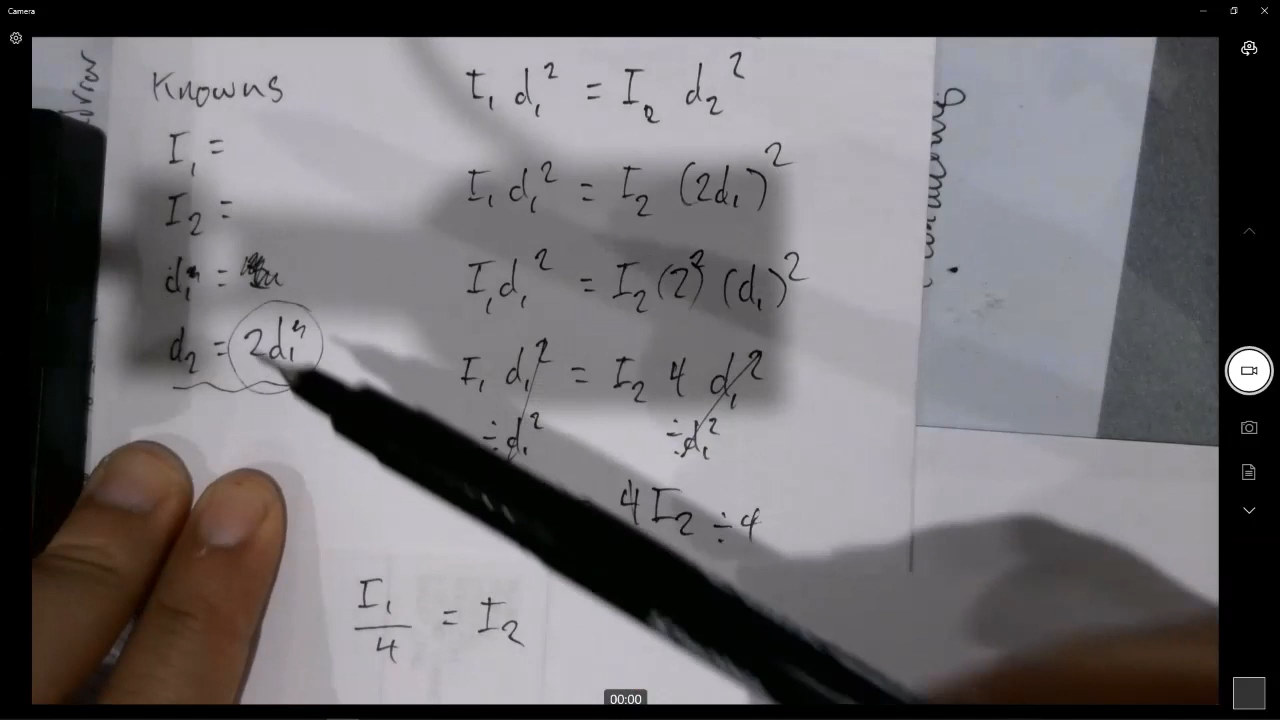 Camera
Knowns
I₁ =
I₂ =
d₁ =
d₂ = 2d₁
I₁ d₁² = I₂ d₂²
I₁ d₁² = I₂ (2d₁)²
I₁ d₁² = I₂ (2)² (d₁)²
I₁ d₁² = I₂ 4 d₁²
÷ d₁² ÷ d₁²
4 I₂ ÷ 4
I₁/4 = I₂
00:00